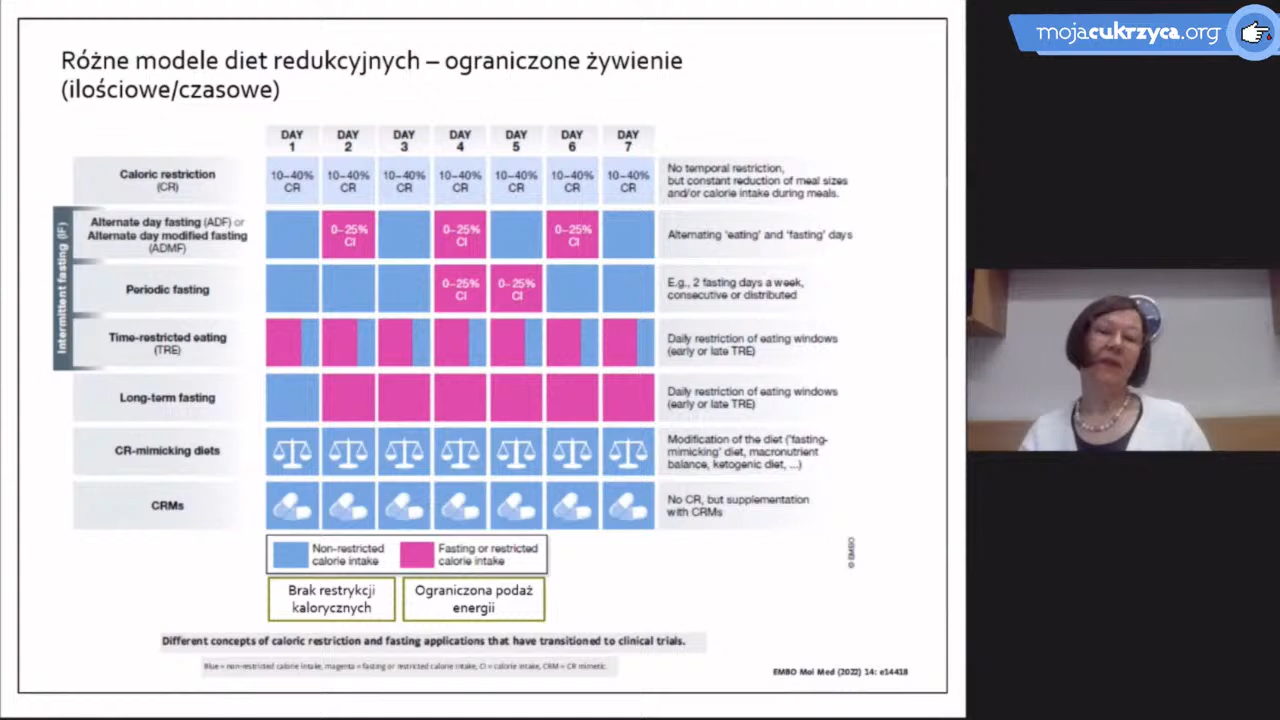 mojacukrzyca.org
Różne modele diet redukcyjnych – ograniczone żywienie
(ilościowe/czasowe)
DAY 1 DAY 2 DAY 3 DAY 4 DAY 5 DAY 6 DAY 7
Caloric restriction
(CR)
10–40% CR 10–40% CR 10–40% CR 10–40% CR 10–40% CR 10–40% CR 10–40% CR
No temporal restriction,
but constant reduction of meal sizes
and/or calorie intake during meals.
Intermittent fasting (IF)
Alternate day fasting (ADF) or
Alternate day modified fasting
(ADMF)
0–25% CI 0–25% CI 0–25% CI
Alternating 'eating' and 'fasting' days
Periodic fasting
0–25% CI 0–25% CI
E.g., 2 fasting days a week,
consecutive or distributed
Time-restricted eating
(TRE)
Daily restriction of eating windows
(early or late TRE)
Long-term fasting
Daily restriction of eating windows
(early or late TRE)
CR-mimicking diets
Modification of the diet ('fasting-
mimicking' diet, macronutrient
balance, ketogenic diet, ...)
CRMs
No CR, but supplementation
with CRMs
Non-restricted
calorie intake
Fasting or restricted
calorie intake
© EMBO
Brak restrykcji
kalorycznych
Ograniczona podaż
energii
Different concepts of caloric restriction and fasting applications that have transitioned to clinical trials.
Blue = non-restricted calorie intake, magenta = fasting or restricted calorie intake, CI = calorie intake, CRM = CR mimetic.
EMBO Mol Med (2022) 14: e14418